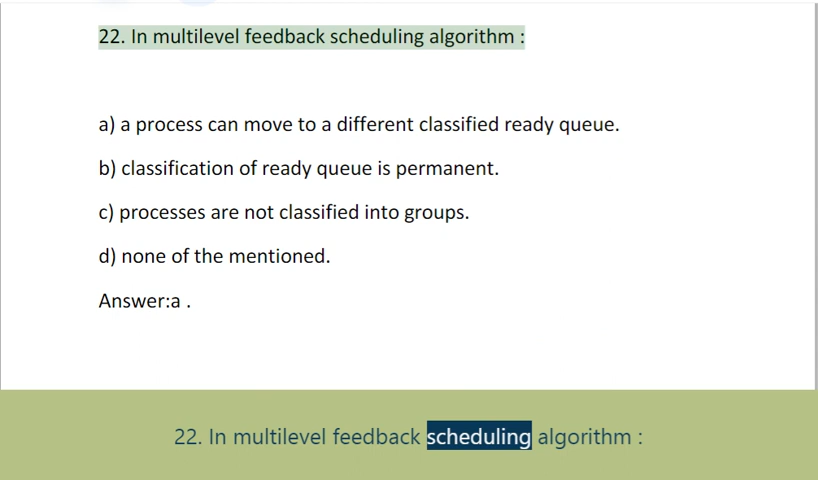 22. In multilevel feedback scheduling algorithm :
a) a process can move to a different classified ready queue.
b) classification of ready queue is permanent.
c) processes are not classified into groups.
d) none of the mentioned.
Answer:a .
22. In multilevel feedback scheduling algorithm :